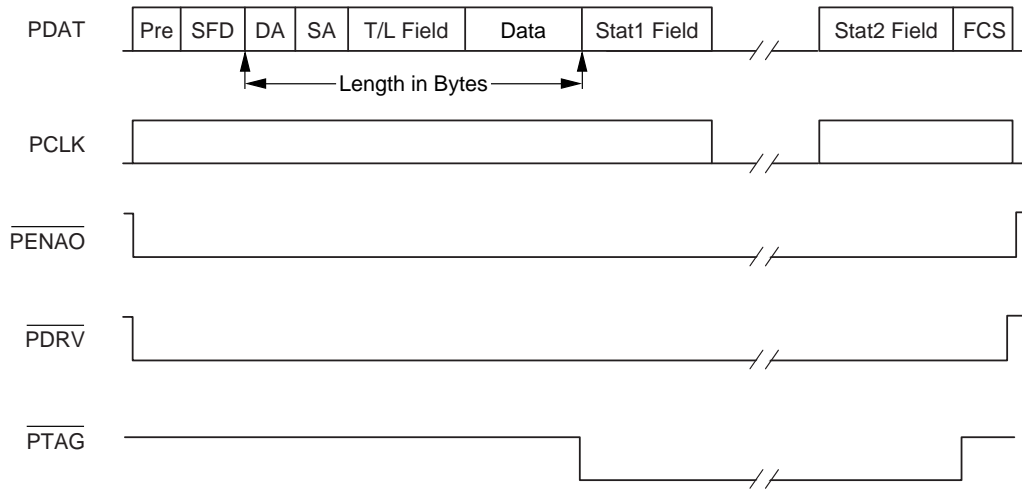 PDAT Pre SFD DA SA T/L Field Data Stat1 Field Stat2 Field FCS
Length in Bytes
PCLK
PENAO
PDRV
PTAG